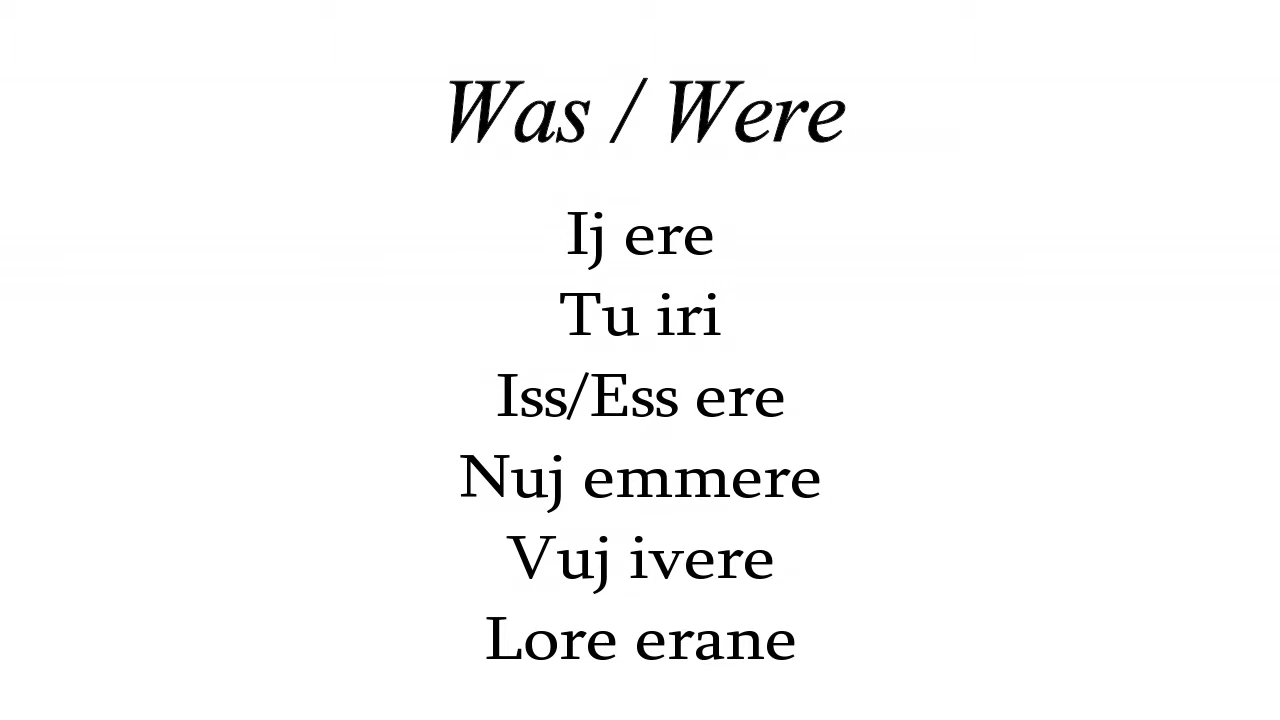 Was / Were
Ij ere
Tu iri
Iss/Ess ere
Nuj emmere
Vuj ivere
Lore erane